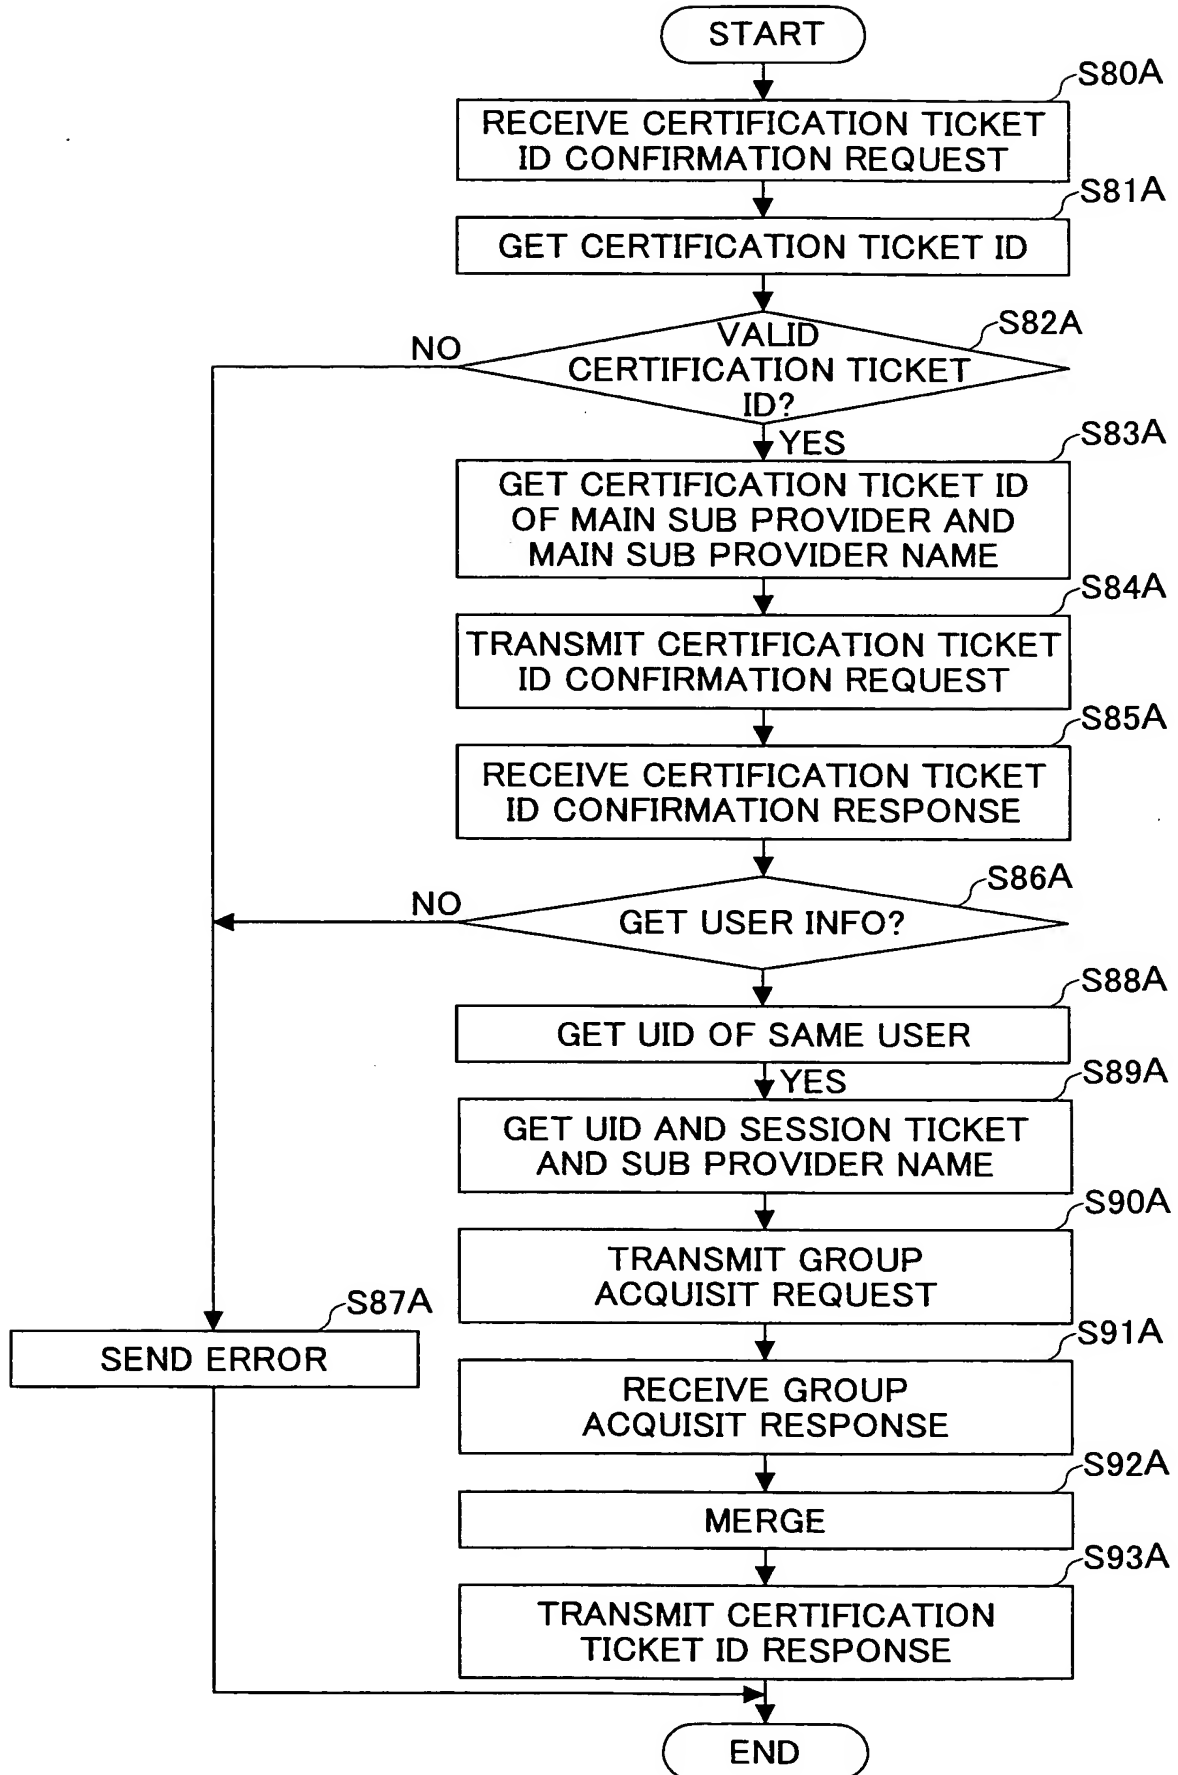 START
S80A
RECEIVE CERTIFICATION TICKET
ID CONFIRMATION REQUEST
S81A
GET CERTIFICATION TICKET ID
S82A
NO
VALID
CERTIFICATION TICKET
ID?
YES
S83A
GET CERTIFICATION TICKET ID
OF MAIN SUB PROVIDER AND
MAIN SUB PROVIDER NAME
S84A
TRANSMIT CERTIFICATION TICKET
ID CONFIRMATION REQUEST
S85A
RECEIVE CERTIFICATION TICKET
ID CONFIRMATION RESPONSE
S86A
NO
GET USER INFO?
S88A
GET UID OF SAME USER
YES
S89A
GET UID AND SESSION TICKET
AND SUB PROVIDER NAME
S90A
TRANSMIT GROUP
ACQUISIT REQUEST
S87A
SEND ERROR
S91A
RECEIVE GROUP
ACQUISIT RESPONSE
S92A
MERGE
S93A
TRANSMIT CERTIFICATION
TICKET ID RESPONSE
END